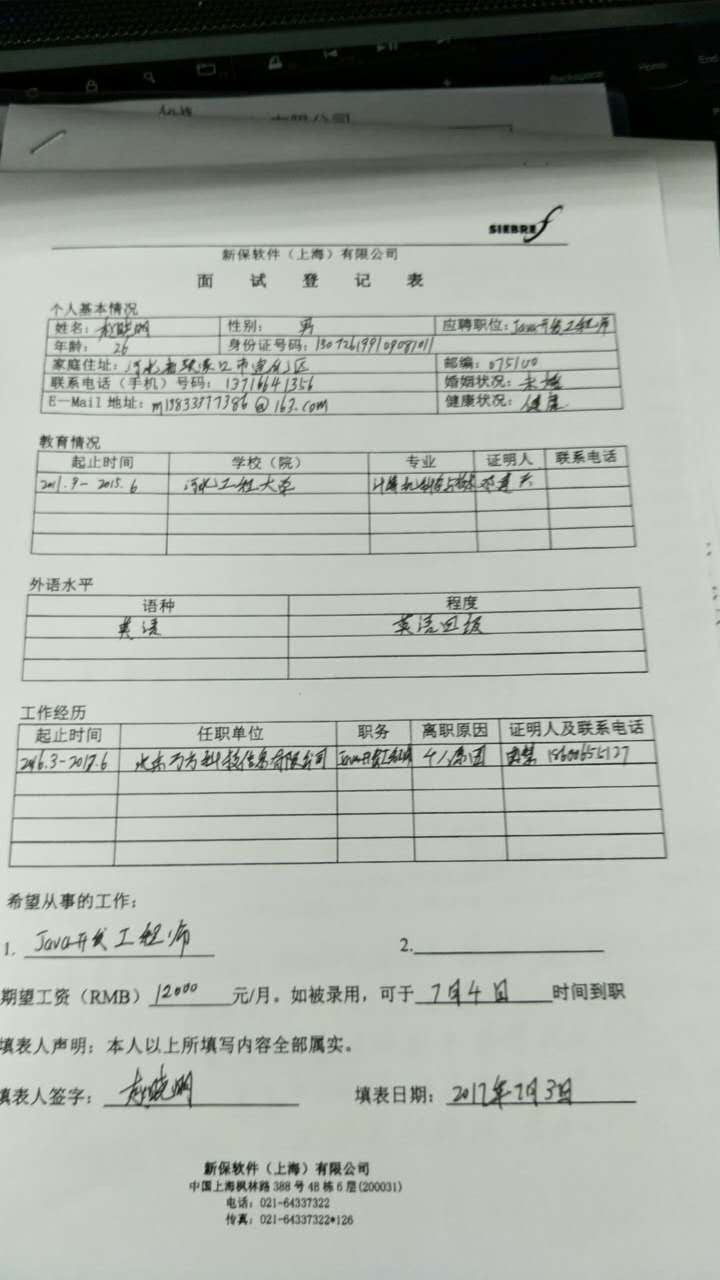 SIEBRE
新保软件（上海）有限公司
面 试 登 记 表
个人基本情况
姓名：赵晓明 性别： 男 应聘职位：Java开发工程师
年龄： 26 身份证号码：
家庭住址：河北省张家口市宣化区 邮编：075100
联系电话（手机）号码：13716641356 婚姻状况：未婚
E—Mail 地址：m19833377386@163.com 健康状况：健康
教育情况
起止时间 学校（院） 专业 证明人 联系电话
2011.9- 2015.6 河北工程大学 计算机科学与技术
外语水平
语种 程度
英语 英语四级
工作经历
起止时间 任职单位 职务 离职原因 证明人及联系电话
2016.3-2017.6 北京万方科技信息有限公司 Java开发工程师 个人原因
希望从事的工作：
1. Java开发工程师 2.
期望工资（RMB）12000 元/月。如被录用，可于 7月4日 时间到职
填表人声明：本人以上所填写内容全部属实。
填表人签字：赵晓明 填表日期：2017年7月3日
新保软件（上海）有限公司
中国上海枫林路 388 号 4B 栋 6 层(200031)
电话：021-64337322
传真：021-64337322*126